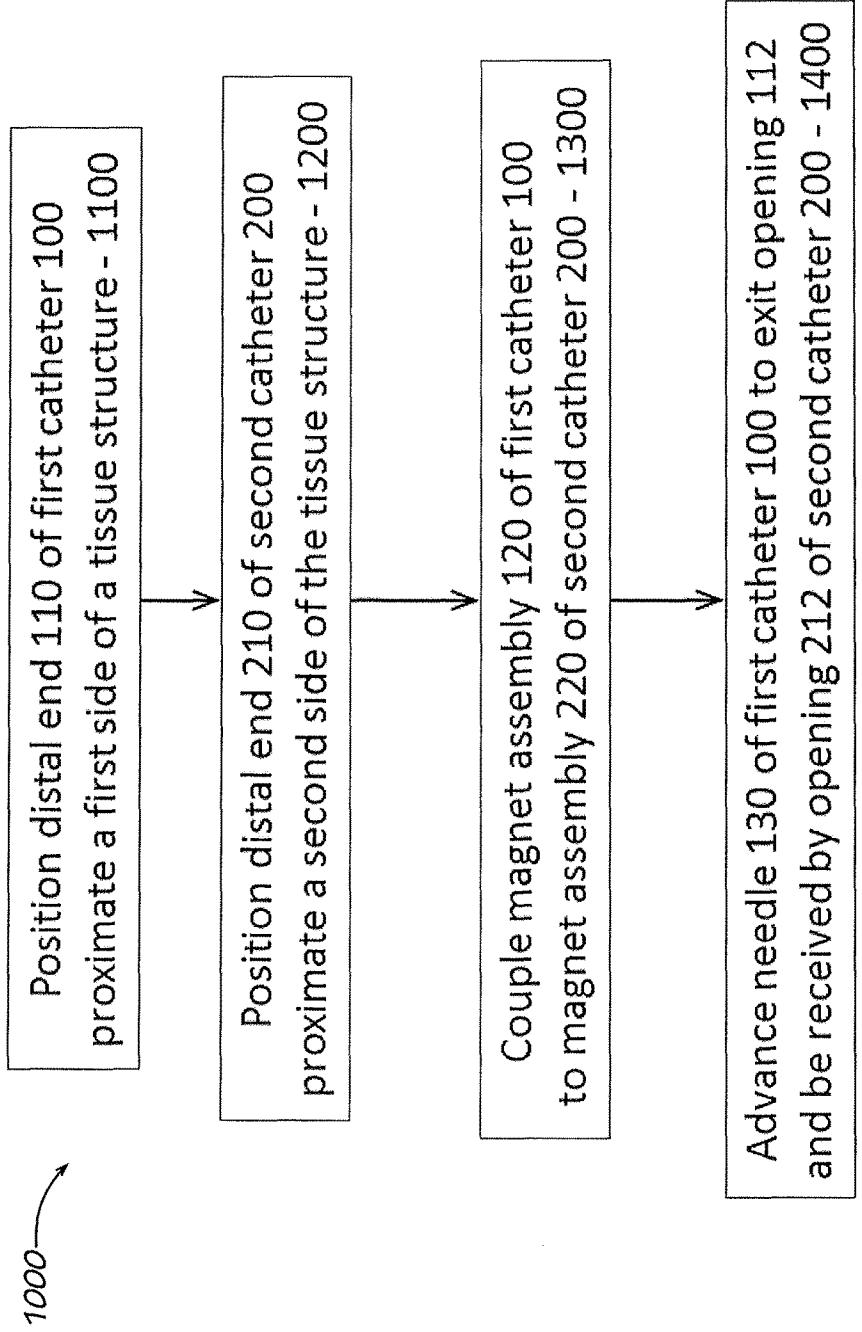 1000
Position distal end 110 of first catheter 100
proximate a first side of a tissue structure - 1100
Position distal end 210 of second catheter 200
proximate a second side of the tissue structure - 1200
Couple magnet assembly 120 of first catheter 100
to magnet assembly 220 of second catheter 200 - 1300
Advance needle 130 of first catheter 100 to exit opening 112
and be received by opening 212 of second catheter 200 - 1400